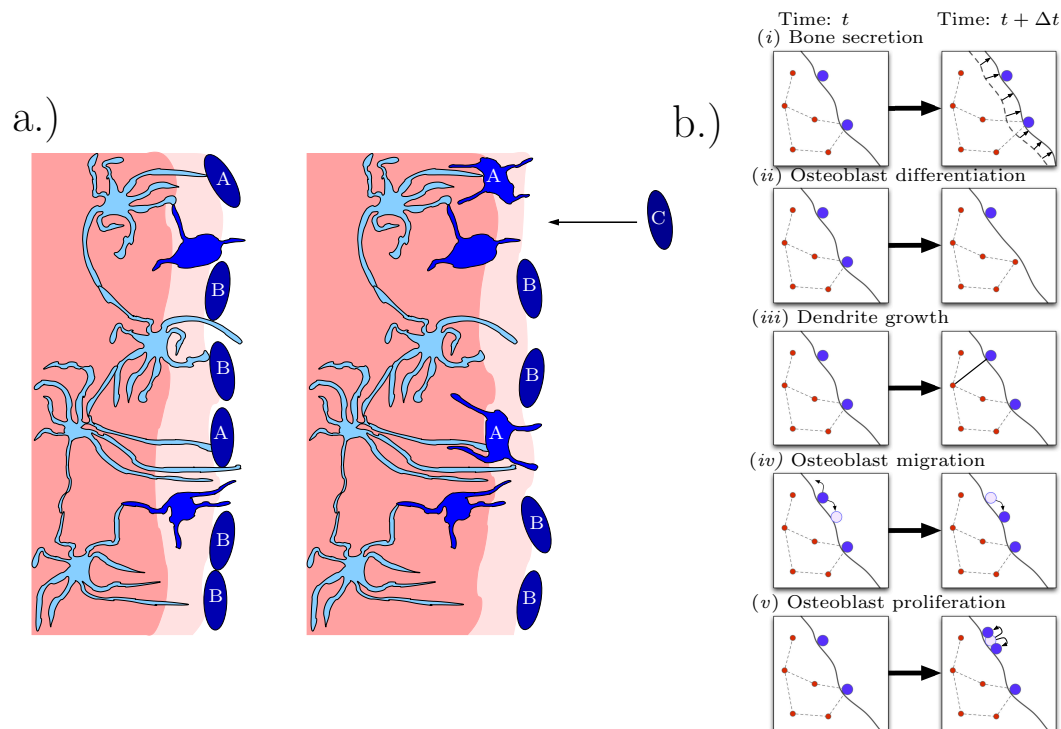 a.)
A
B
B
A
B
B
A
C
B
B
A
B
B
b.)
Time: t Time: t + Δt
(i) Bone secretion
(ii) Osteoblast differentiation
(iii) Dendrite growth
(iv) Osteoblast migration
(v) Osteoblast proliferation